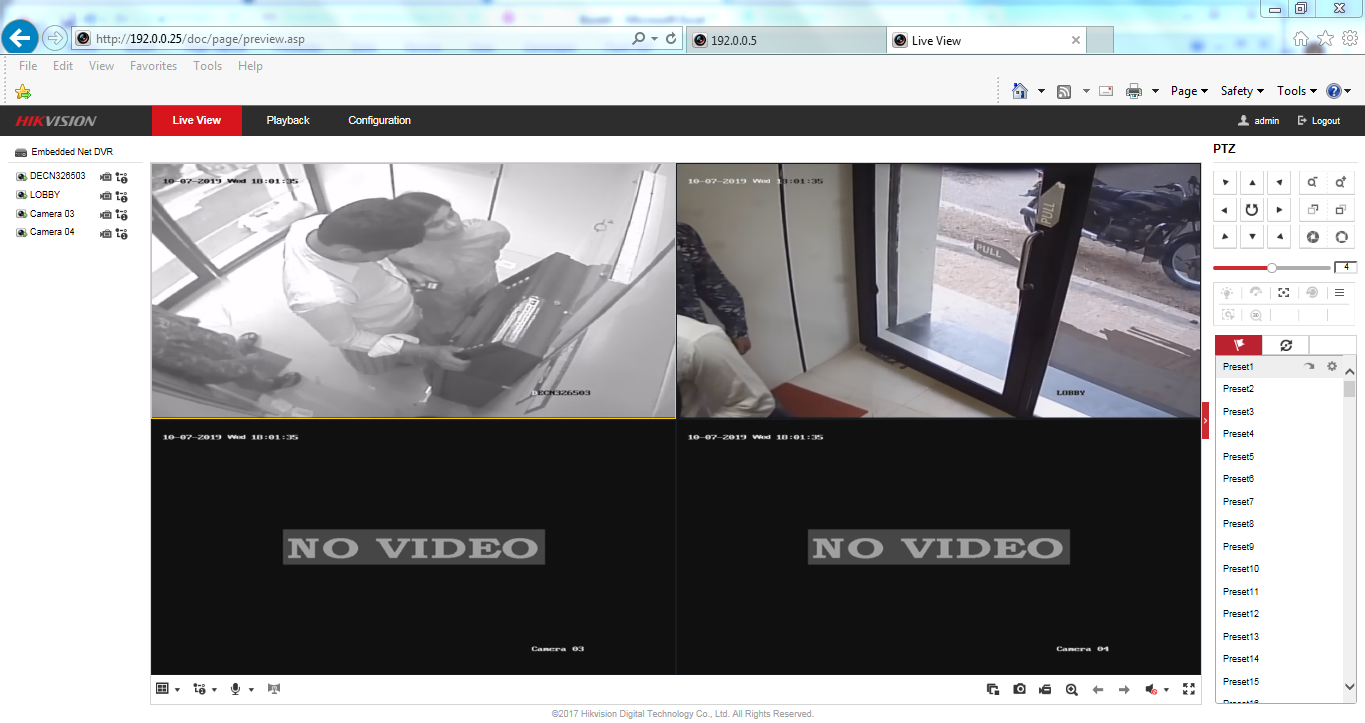 http://192.0.0.25/doc/page/preview.asp
192.0.0.5
Live View
File Edit View Favorites Tools Help
Page Safety Tools
HIKVISION
Live View Playback Configuration
admin Logout
Embedded Net DVR
DECN326503
LOBBY
Camera 03
Camera 04
10-07-2019 Wed 18:01:35
DECN326503
10-07-2019 Wed 18:01:35
PULL
PULL
LOBBY
10-07-2019 Wed 18:01:35
NO VIDEO
Camera 03
10-07-2019 Wed 18:01:35
NO VIDEO
Camera 04
PTZ
4
3D
Preset1
Preset2
Preset3
Preset4
Preset5
Preset6
Preset7
Preset8
Preset9
Preset10
Preset11
Preset12
Preset13
Preset14
Preset15
©2017 Hikvision Digital Technology Co., Ltd. All Rights Reserved.